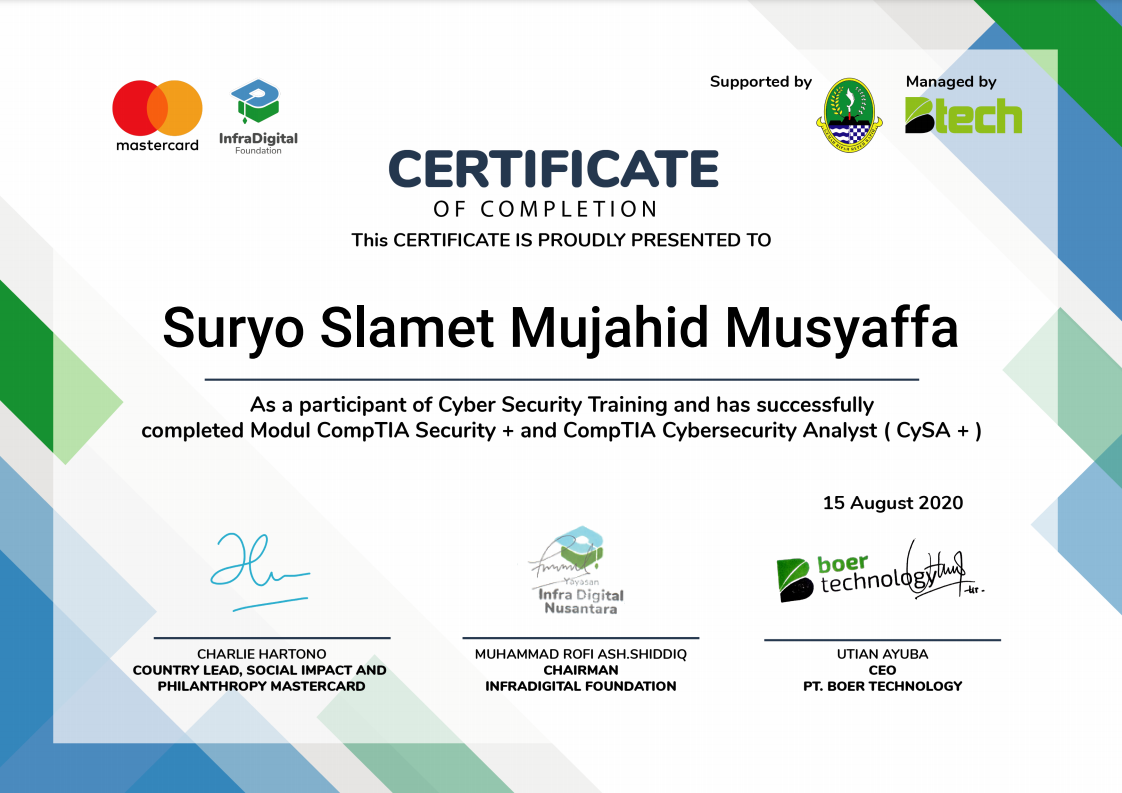 mastercard
InfraDigital
Foundation
Supported by
Managed by
Btech
CERTIFICATE
OF COMPLETION
This CERTIFICATE IS PROUDLY PRESENTED TO
Suryo Slamet Mujahid Musyaffa
As a participant of Cyber Security Training and has successfully
completed Modul CompTIA Security + and CompTIA Cybersecurity Analyst ( CySA + )
15 August 2020
Yayasan
Infra Digital
Nusantara
boer
technology
CHARLIE HARTONO
COUNTRY LEAD, SOCIAL IMPACT AND
PHILANTHROPY MASTERCARD
MUHAMMAD ROFI ASH.SHIDDIQ
CHAIRMAN
INFRADIGITAL FOUNDATION
UTIAN AYUBA
CEO
PT. BOER TECHNOLOGY